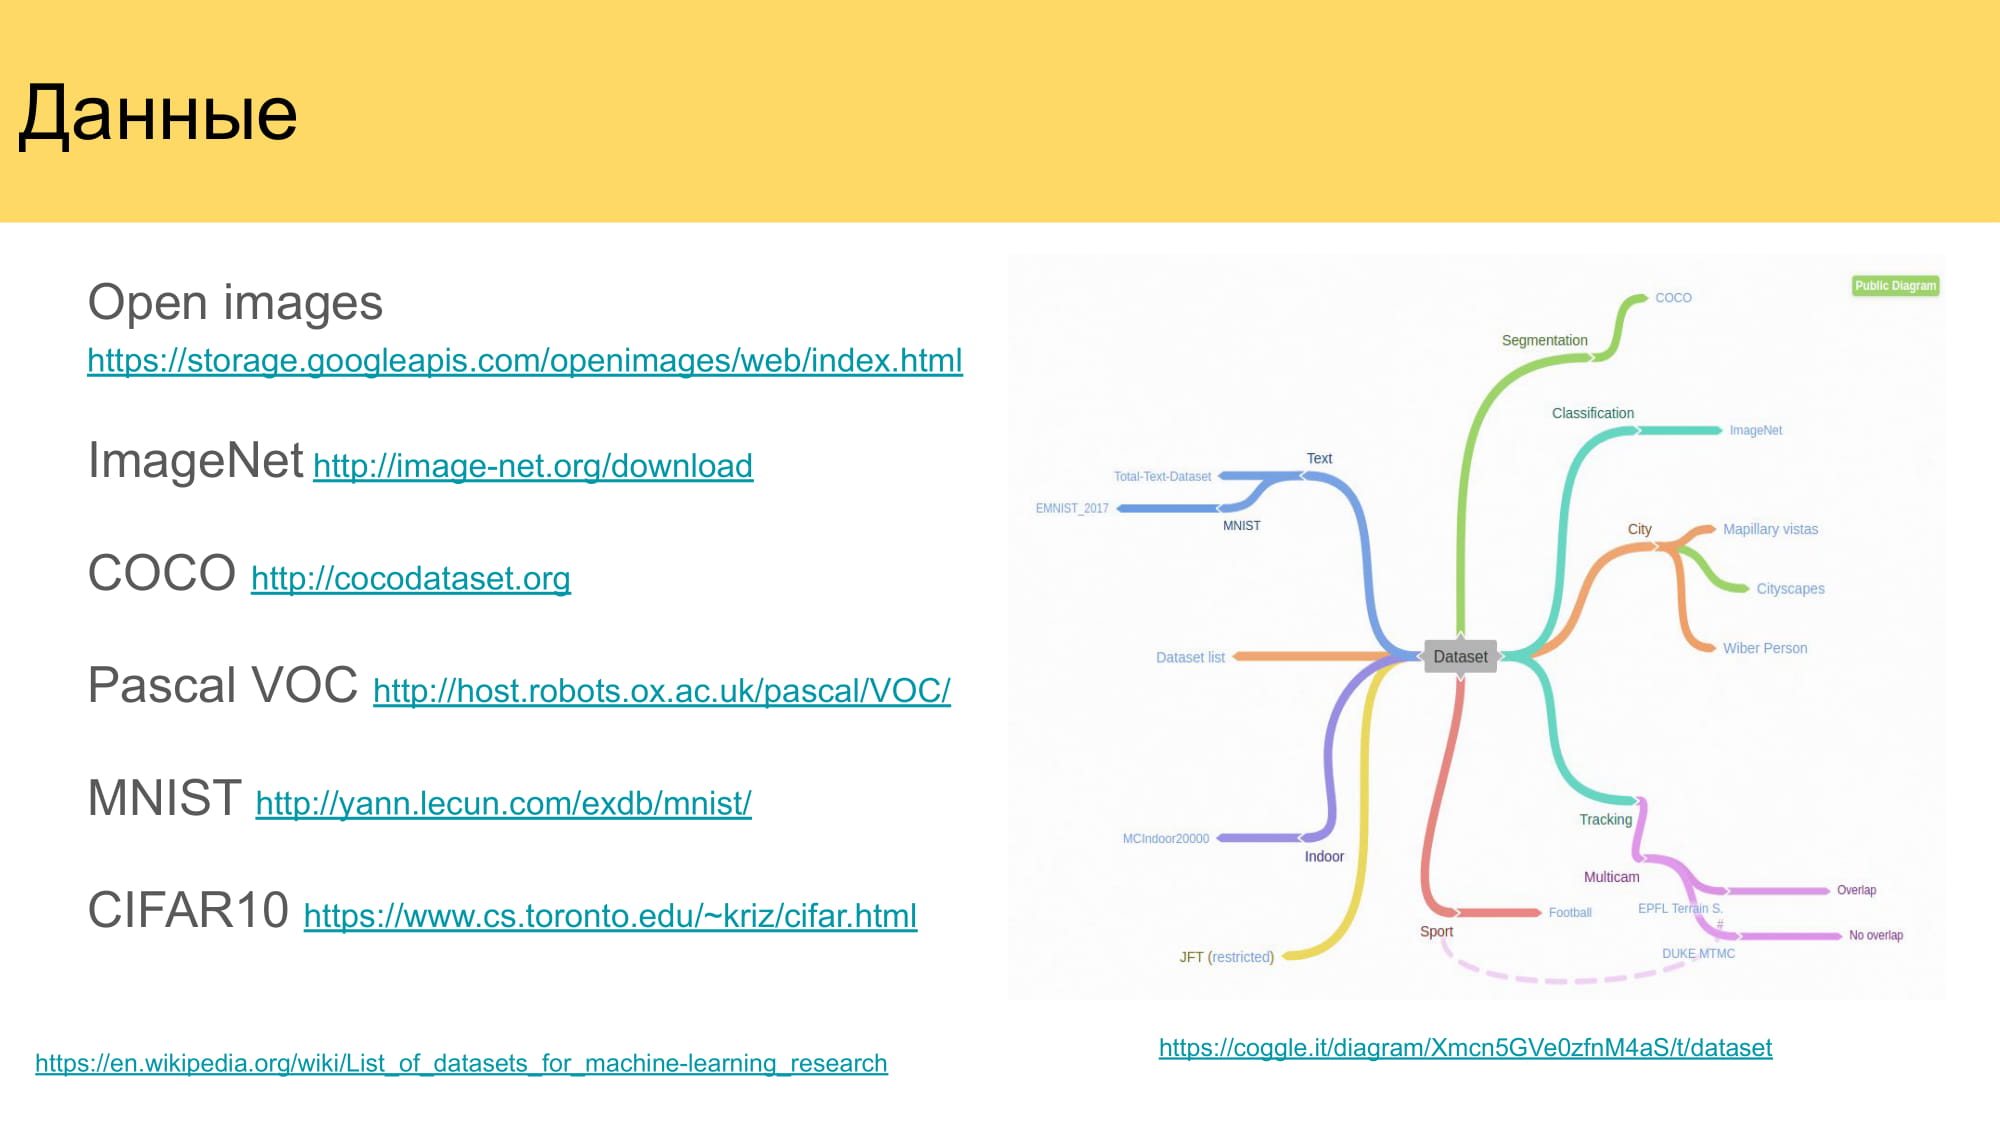 Данные
Open images
https://storage.googleapis.com/openimages/web/index.html
ImageNet http://image-net.org/download
COCO http://cocodataset.org
Pascal VOC http://host.robots.ox.ac.uk/pascal/VOC/
MNIST http://yann.lecun.com/exdb/mnist/
CIFAR10 https://www.cs.toronto.edu/~kriz/cifar.html
https://en.wikipedia.org/wiki/List_of_datasets_for_machine-learning_research
Public Diagram
COCO
Segmentation
Classification
ImageNet
Text
Total-Text-Dataset
EMNIST_2017
MNIST
City
Mapillary vistas
Cityscapes
Wiber Person
Dataset
Dataset list
Tracking
MCIndoor20000
Indoor
Multicam
Overlap
EPFL Terrain S.
Football
#
Sport
No overlap
DUKE MTMC
JFT (restricted)
https://coggle.it/diagram/Xmcn5GVe0zfnM4aS/t/dataset